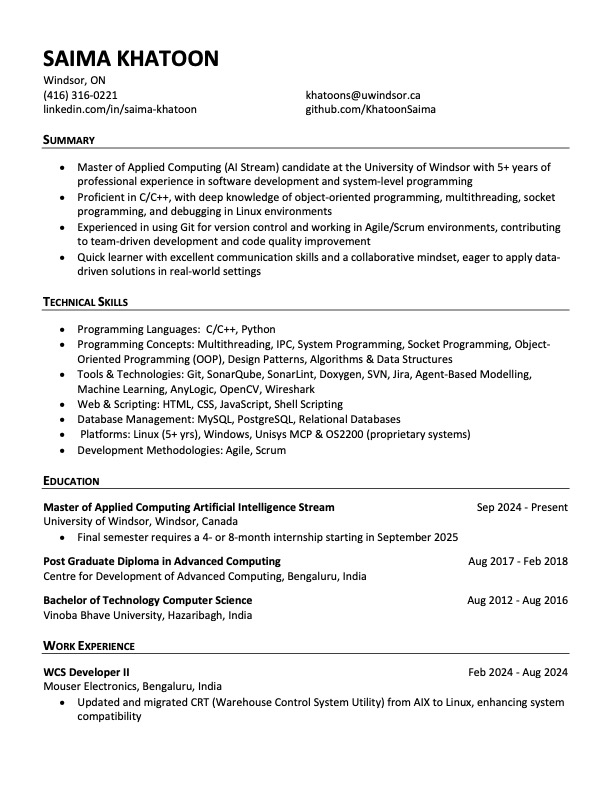 SAIMA KHATOON
Windsor, ON
(416) 316-0221 khatoons@uwindsor.ca
linkedin.com/in/saima-khatoon github.com/KhatoonSaima
SUMMARY
• Master of Applied Computing (AI Stream) candidate at the University of Windsor with 5+ years of
professional experience in software development and system-level programming
• Proficient in C/C++, with deep knowledge of object-oriented programming, multithreading, socket
programming, and debugging in Linux environments
• Experienced in using Git for version control and working in Agile/Scrum environments, contributing
to team-driven development and code quality improvement
• Quick learner with excellent communication skills and a collaborative mindset, eager to apply data-
driven solutions in real-world settings
TECHNICAL SKILLS
• Programming Languages: C/C++, Python
• Programming Concepts: Multithreading, IPC, System Programming, Socket Programming, Object-
Oriented Programming (OOP), Design Patterns, Algorithms & Data Structures
• Tools & Technologies: Git, SonarQube, SonarLint, Doxygen, SVN, Jira, Agent-Based Modelling,
Machine Learning, AnyLogic, OpenCV, Wireshark
• Web & Scripting: HTML, CSS, JavaScript, Shell Scripting
• Database Management: MySQL, PostgreSQL, Relational Databases
• Platforms: Linux (5+ yrs), Windows, Unisys MCP & OS2200 (proprietary systems)
• Development Methodologies: Agile, Scrum
EDUCATION
Master of Applied Computing Artificial Intelligence Stream Sep 2024 - Present
University of Windsor, Windsor, Canada
• Final semester requires a 4- or 8-month internship starting in September 2025
Post Graduate Diploma in Advanced Computing Aug 2017 - Feb 2018
Centre for Development of Advanced Computing, Bengaluru, India
Bachelor of Technology Computer Science Aug 2012 - Aug 2016
Vinoba Bhave University, Hazaribagh, India
WORK EXPERIENCE
WCS Developer II Feb 2024 - Aug 2024
Mouser Electronics, Bengaluru, India
• Updated and migrated CRT (Warehouse Control System Utility) from AIX to Linux, enhancing system
compatibility